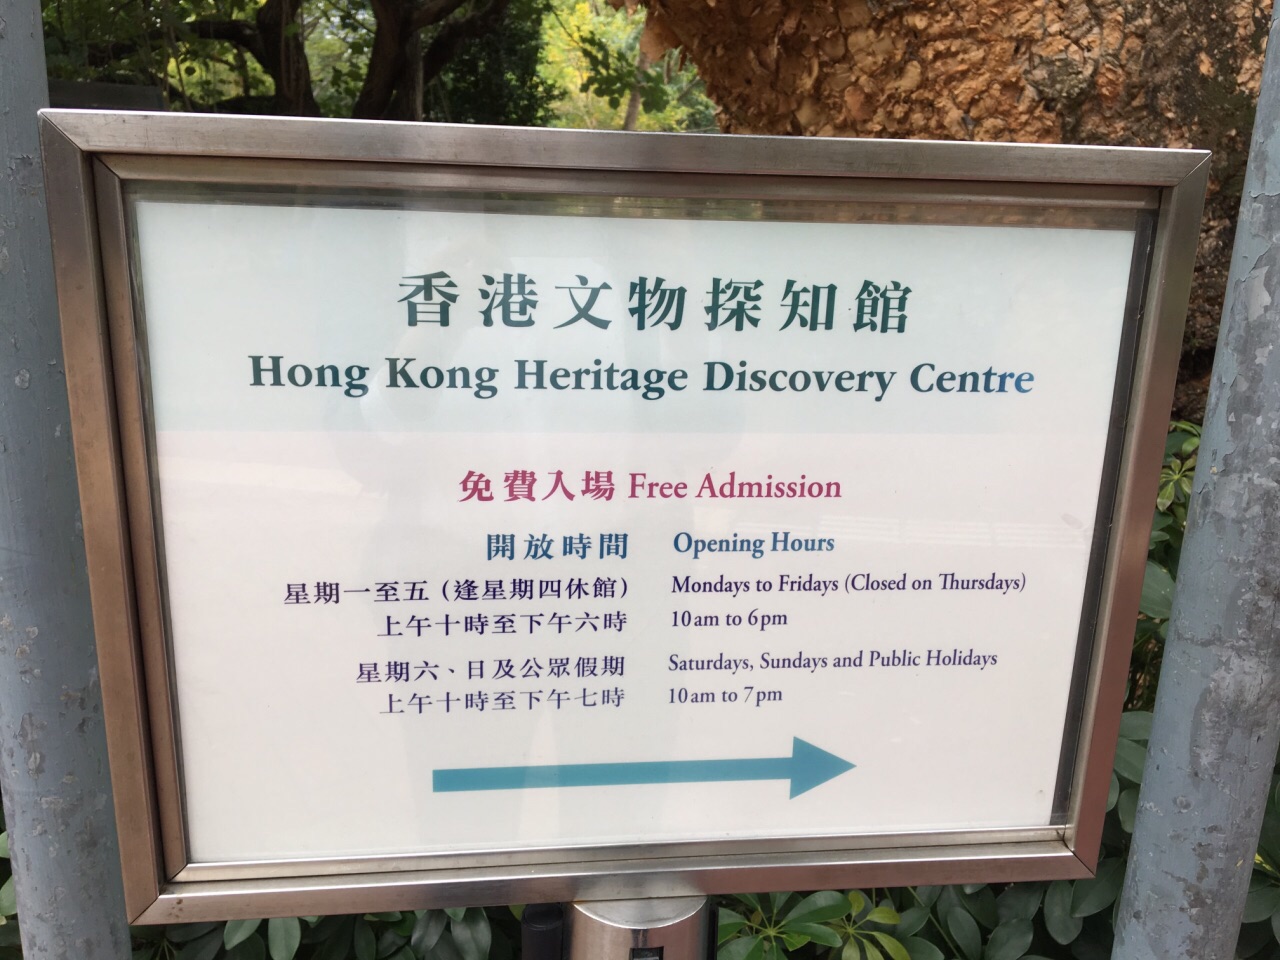 香港文物探知館
Hong Kong Heritage Discovery Centre
免費入場 Free Admission
開放時間 Opening Hours
星期一至五 (逢星期四休館) Mondays to Fridays (Closed on Thursdays)
上午十時至下午六時 10am to 6pm
星期六、日及公眾假期 Saturdays, Sundays and Public Holidays
上午十時至下午七時 10am to 7pm